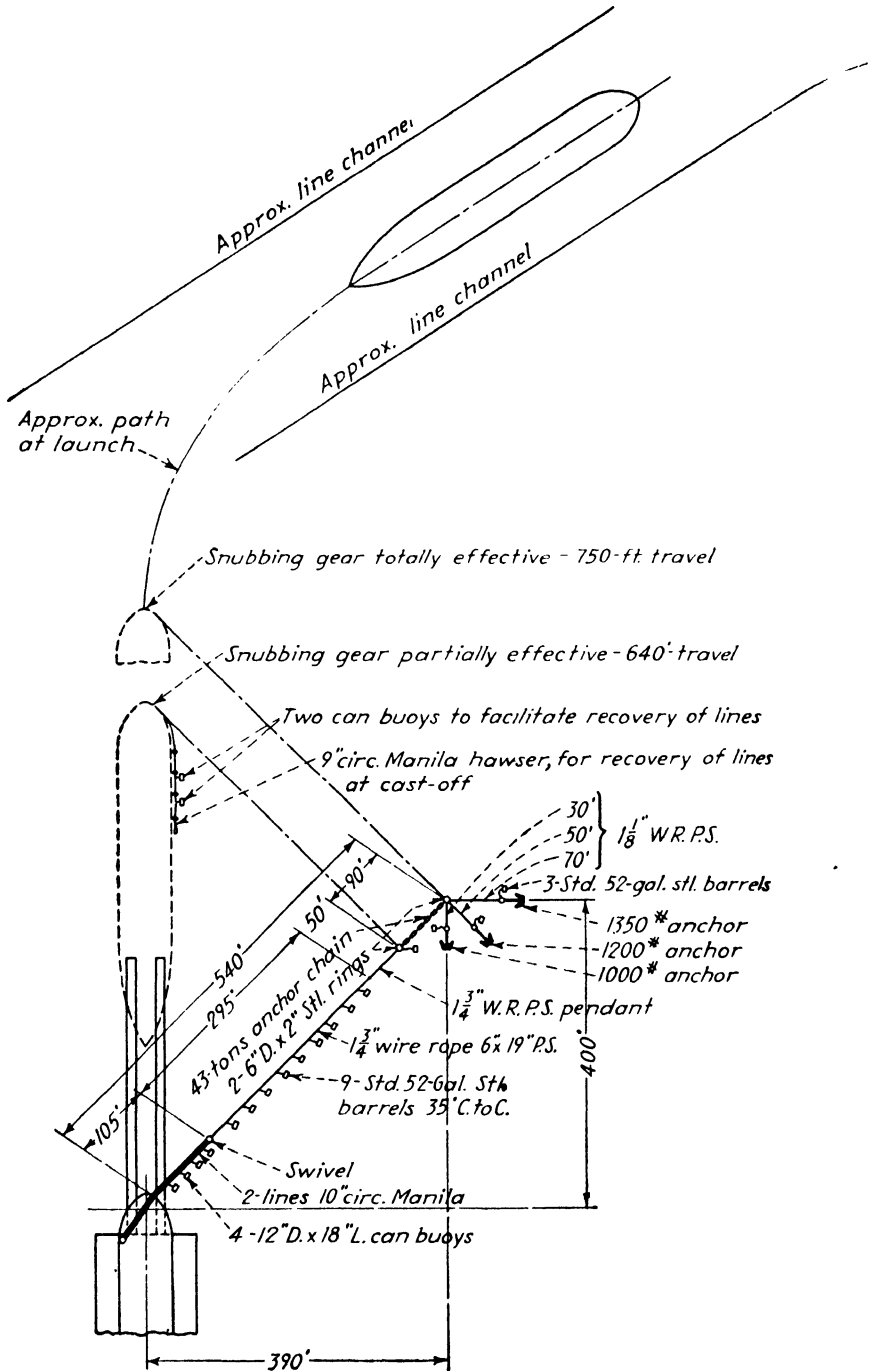 Approx. line channel
Approx. line channel
Approx. path
at launch
Snubbing gear totally effective - 750-ft. travel
Snubbing gear partially effective - 640' travel
Two can buoys to facilitate recovery of lines
9" circ. Manila hawser, for recovery of lines
at cast-off
30'
50'
70'
1 1/8" W.R.P.S.
3-Std. 52-gal. stl. barrels
1350 # anchor
1200 # anchor
1000 # anchor
90'
50'
540'
295'
105'
43-tons anchor chain
2-6" D. x 2" Stl. rings
1 3/4" W.R.P.S. pendant
1 3/4" wire rope 6" x 19" P.S.
9-Std. 52-Gal. Stl.
barrels 35' C. to C.
400'
Swivel
2-lines 10" circ. Manila
4-12" D. x 18" L. can buoys
390'